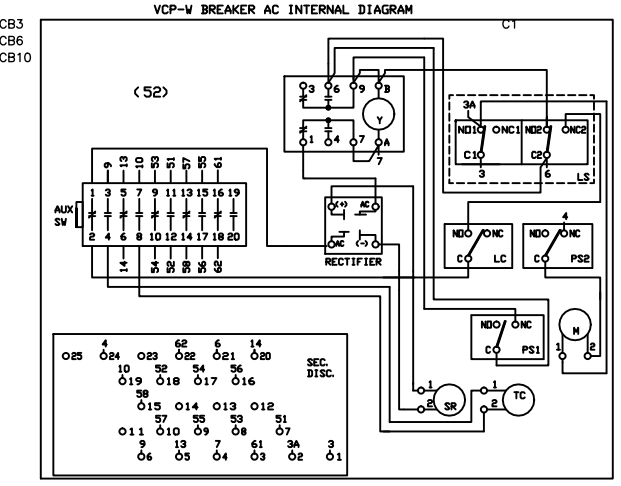 VCP-W BREAKER AC INTERNAL DIAGRAM
CB3
C1
CB6
CB10
(52)
3 6 9 B
Y
1 4 7 A
7
3A
NO1 NC1 NO2 NC2
C1 C2
3 6 LS
9 13 10 53 51 57 55 61
1 3 5 7 9 11 13 15 16 19
AUX
SW
2 4 6 8 10 12 14 17 18 20
14 54 52 58 56 62
(+) AC
AC (-)
RECTIFIER
NO NC
C LC
4
NO NC
C PS2
NO NC
C PS1
M
1 2
1
2 SR
1
2 TC
SEC.
DISC.
4 62 6 14
25 24 23 22 21 20
10 52 54 56
19 18 17 16
58
15 14 13 12
57 55 53 51
11 10 9 8 7
9 13 7 61 3A 3
6 5 4 3 2 1